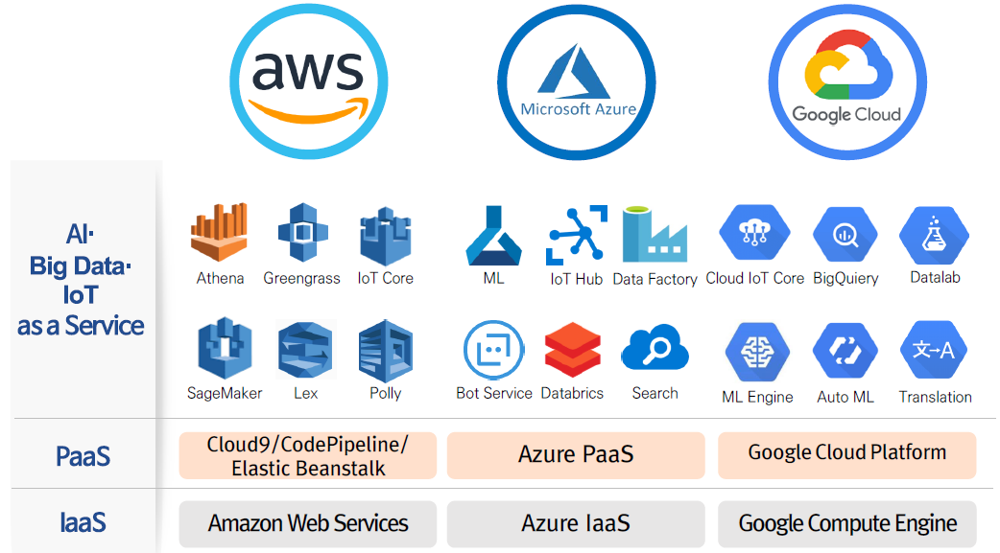 aws
Microsoft Azure
Google Cloud
AI·
Big Data·
IoT
as a Service
Athena
Greengrass
IoT Core
ML
IoT Hub
Data Factory
Cloud IoT Core
BigQuiery
Datalab
SageMaker
Lex
Polly
Bot Service
Databrics
Search
ML Engine
Auto ML
Translation
文→A
PaaS
Cloud9/CodePipeline/
Elastic Beanstalk
Azure PaaS
Google Cloud Platform
IaaS
Amazon Web Services
Azure IaaS
Google Compute Engine